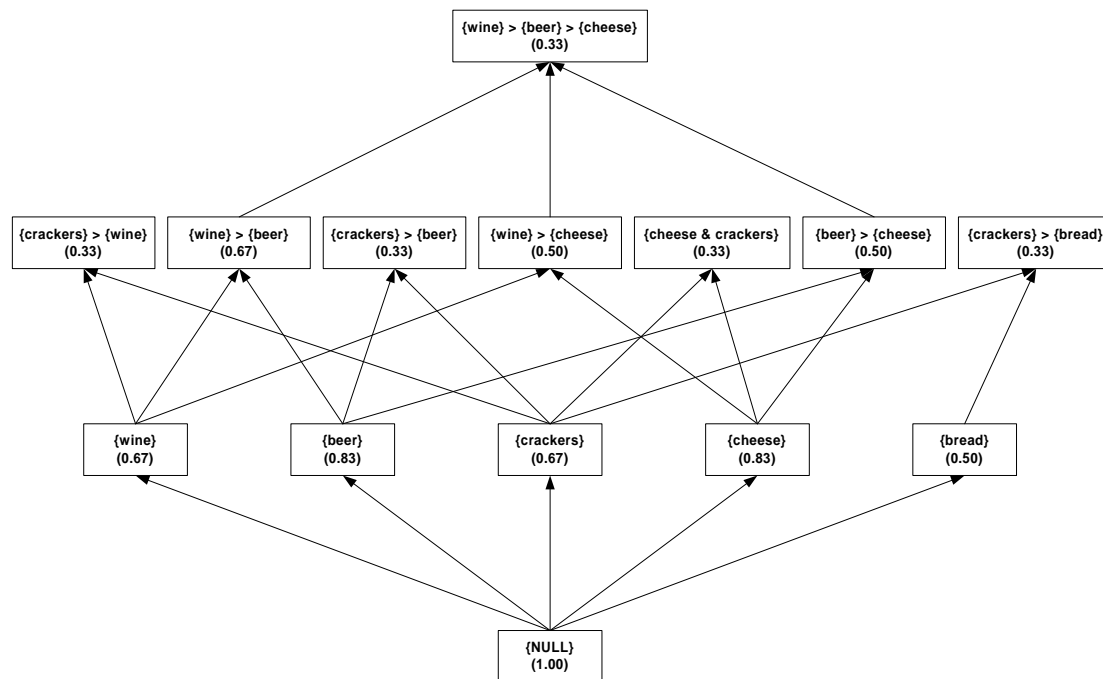 {wine} > {beer} > {cheese}
(0.33)
{crackers} > {wine}
(0.33)
{wine} > {beer}
(0.67)
{crackers} > {beer}
(0.33)
{wine} > {cheese}
(0.50)
{cheese & crackers}
(0.33)
{beer} > {cheese}
(0.50)
{crackers} > {bread}
(0.33)
{wine}
(0.67)
{beer}
(0.83)
{crackers}
(0.67)
{cheese}
(0.83)
{bread}
(0.50)
{NULL}
(1.00)